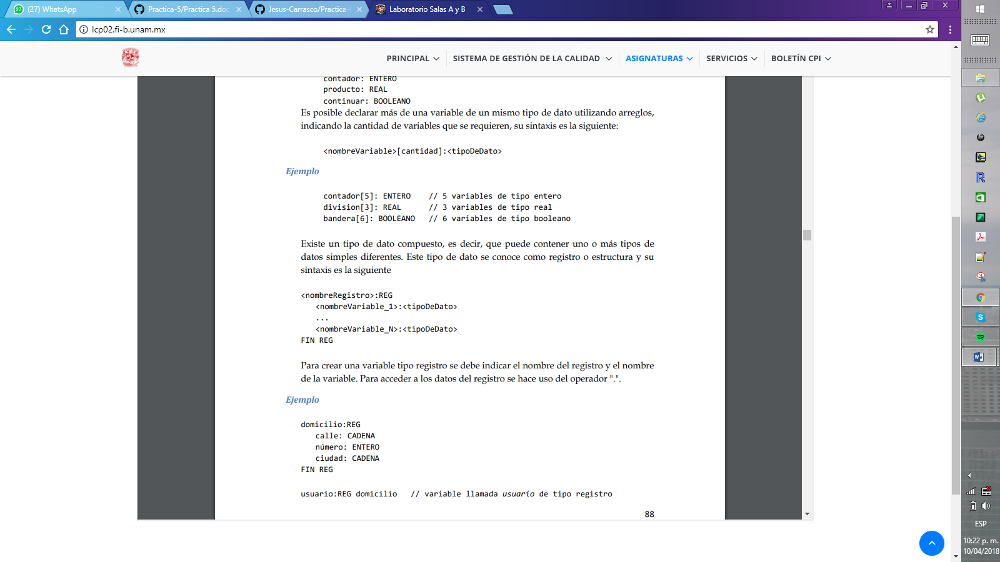 (27) WhatsApp
Practica-5/Practica 5.doc
Jesus-Carrasco/Practica-
Laboratorio Salas A y B
lcp02.fi-b.unam.mx
PRINCIPAL
SISTEMA DE GESTIÓN DE LA CALIDAD
ASIGNATURAS
SERVICIOS
BOLETÍN CPI
contador: ENTERO
producto: REAL
continuar: BOOLEANO
Es posible declarar más de una variable de un mismo tipo de dato utilizando arreglos,
indicando la cantidad de variables que se requieren, su sintaxis es la siguiente:
<nombreVariable>[cantidad]:<tipoDeDato>
Ejemplo
contador[5]: ENTERO // 5 variables de tipo entero
division[3]: REAL // 3 variables de tipo real
bandera[6]: BOOLEANO // 6 variables de tipo booleano
Existe un tipo de dato compuesto, es decir, que puede contener uno o más tipos de
datos simples diferentes. Este tipo de dato se conoce como registro o estructura y su
sintaxis es la siguiente
<nombreRegistro>:REG
<nombreVariable_1>:<tipoDeDato>
...
<nombreVariable_N>:<tipoDeDato>
FIN REG
Para crear una variable tipo registro se debe indicar el nombre del registro y el nombre
de la variable. Para acceder a los datos del registro se hace uso del operador ".".
Ejemplo
domicilio:REG
calle: CADENA
número: ENTERO
ciudad: CADENA
FIN REG
usuario:REG domicilio // variable llamada usuario de tipo registro
88
ESP
10:22 p. m.
10/04/2018